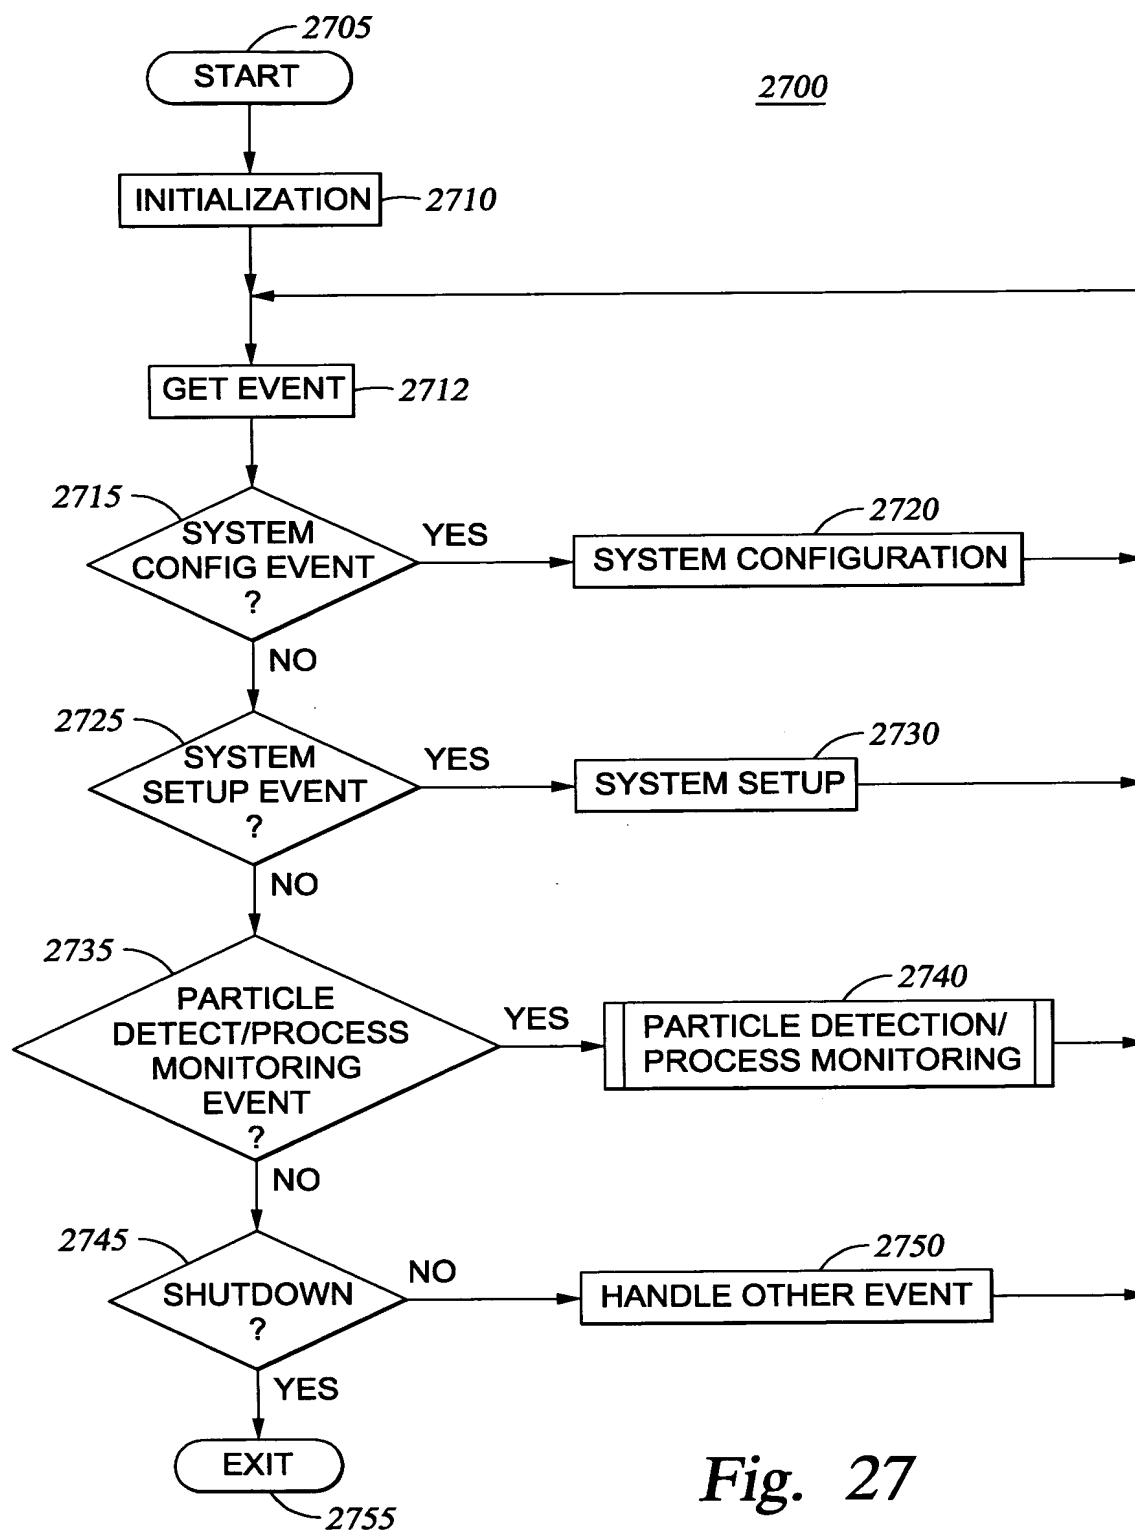 2705
START
2700
INITIALIZATION
2710
GET EVENT
2712
2715
SYSTEM
CONFIG EVENT
?
YES
2720
SYSTEM CONFIGURATION
NO
2725
SYSTEM
SETUP EVENT
?
YES
2730
SYSTEM SETUP
NO
2735
PARTICLE
DETECT/PROCESS
MONITORING
EVENT
?
YES
2740
PARTICLE DETECTION/
PROCESS MONITORING
NO
2745
SHUTDOWN
?
NO
2750
HANDLE OTHER EVENT
YES
EXIT
2755
Fig. 27